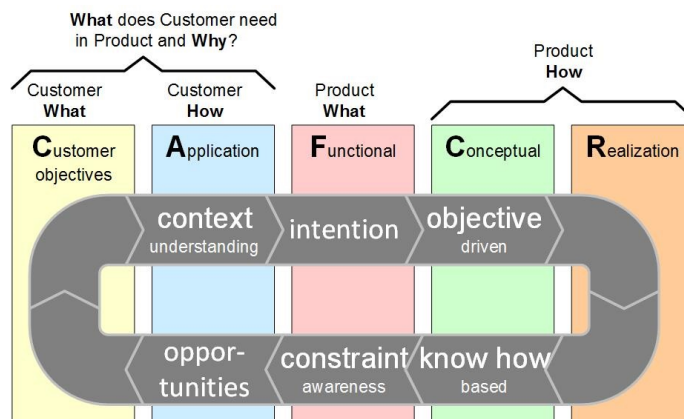 What does Customer need
in Product and Why?
Product
How
Customer
What
Customer
How
Product
What
Customer
objectives
Application
Functional
Conceptual
Realization
context
understanding
intention
objective
driven
oppor-
tunities
constraint
awareness
know how
based